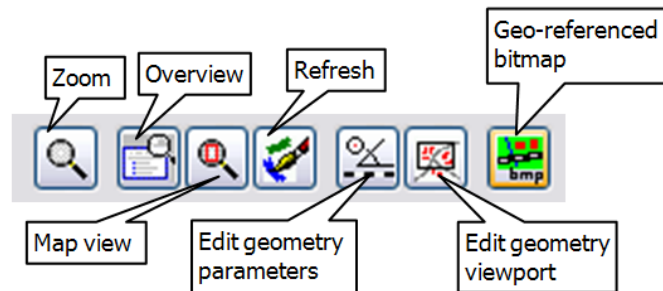 Zoom
Overview
Refresh
Geo-referenced
bitmap
bmp
Map view
Edit geometry
parameters
Edit geometry
viewport